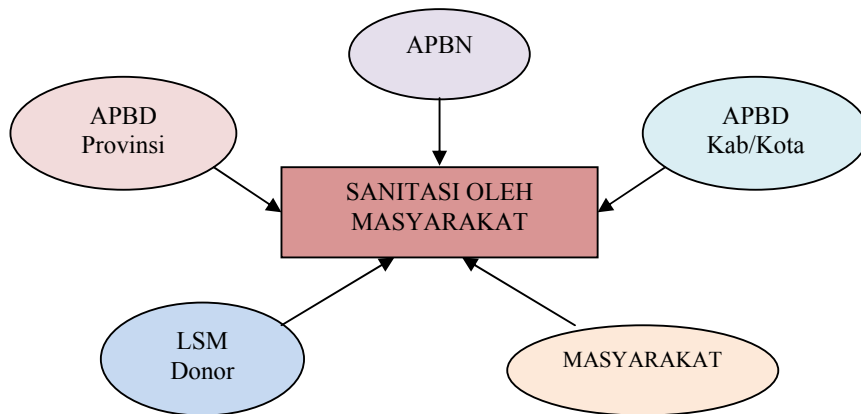 APBN
APBD
Provinsi
APBD
Kab/Kota
SANITASI OLEH
MASYARAKAT
LSM
Donor
MASYARAKAT